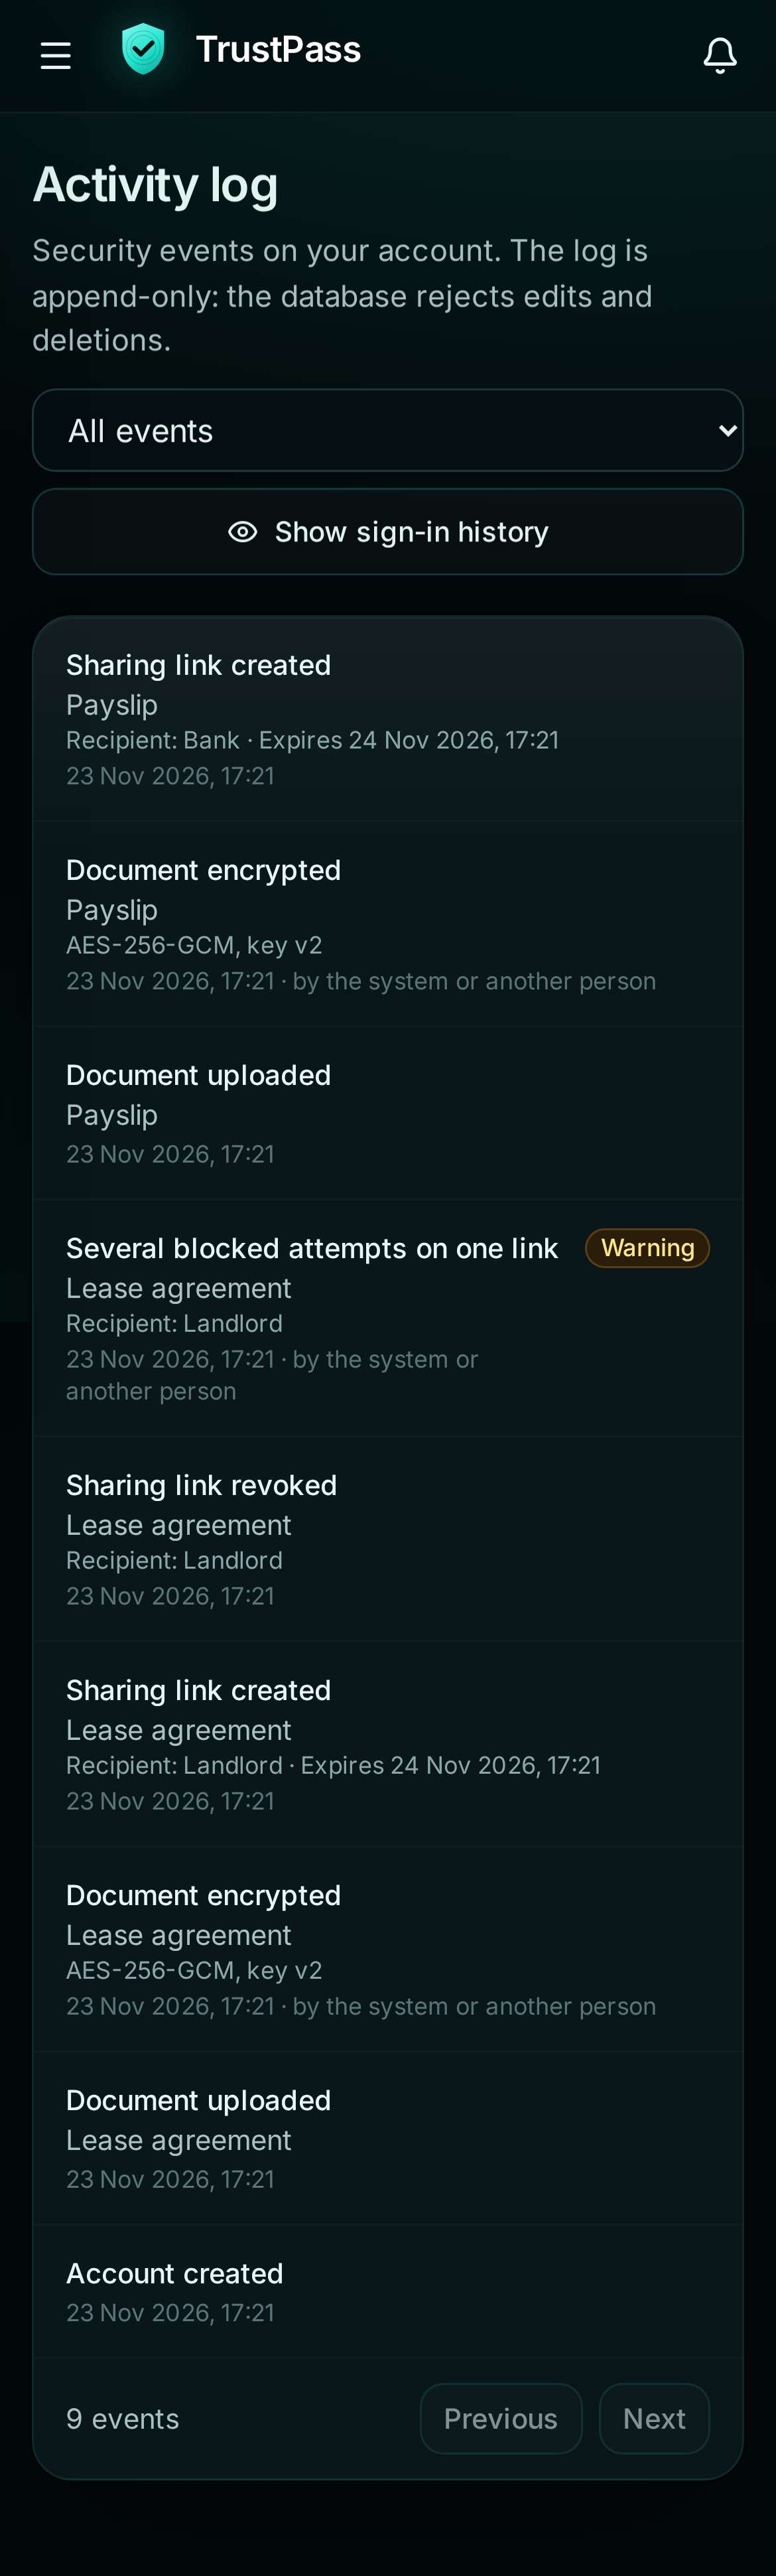 TrustPass
Activity log
Security events on your account. The log is
append-only: the database rejects edits and
deletions.
All events
Show sign-in history
Sharing link created
Payslip
Recipient: Bank · Expires 24 Nov 2026, 17:21
23 Nov 2026, 17:21
Document encrypted
Payslip
AES-256-GCM, key v2
23 Nov 2026, 17:21 · by the system or another person
Document uploaded
Payslip
23 Nov 2026, 17:21
Several blocked attempts on one link Warning
Lease agreement
Recipient: Landlord
23 Nov 2026, 17:21 · by the system or
another person
Sharing link revoked
Lease agreement
Recipient: Landlord
23 Nov 2026, 17:21
Sharing link created
Lease agreement
Recipient: Landlord · Expires 24 Nov 2026, 17:21
23 Nov 2026, 17:21
Document encrypted
Lease agreement
AES-256-GCM, key v2
23 Nov 2026, 17:21 · by the system or another person
Document uploaded
Lease agreement
23 Nov 2026, 17:21
Account created
23 Nov 2026, 17:21
9 events Previous Next